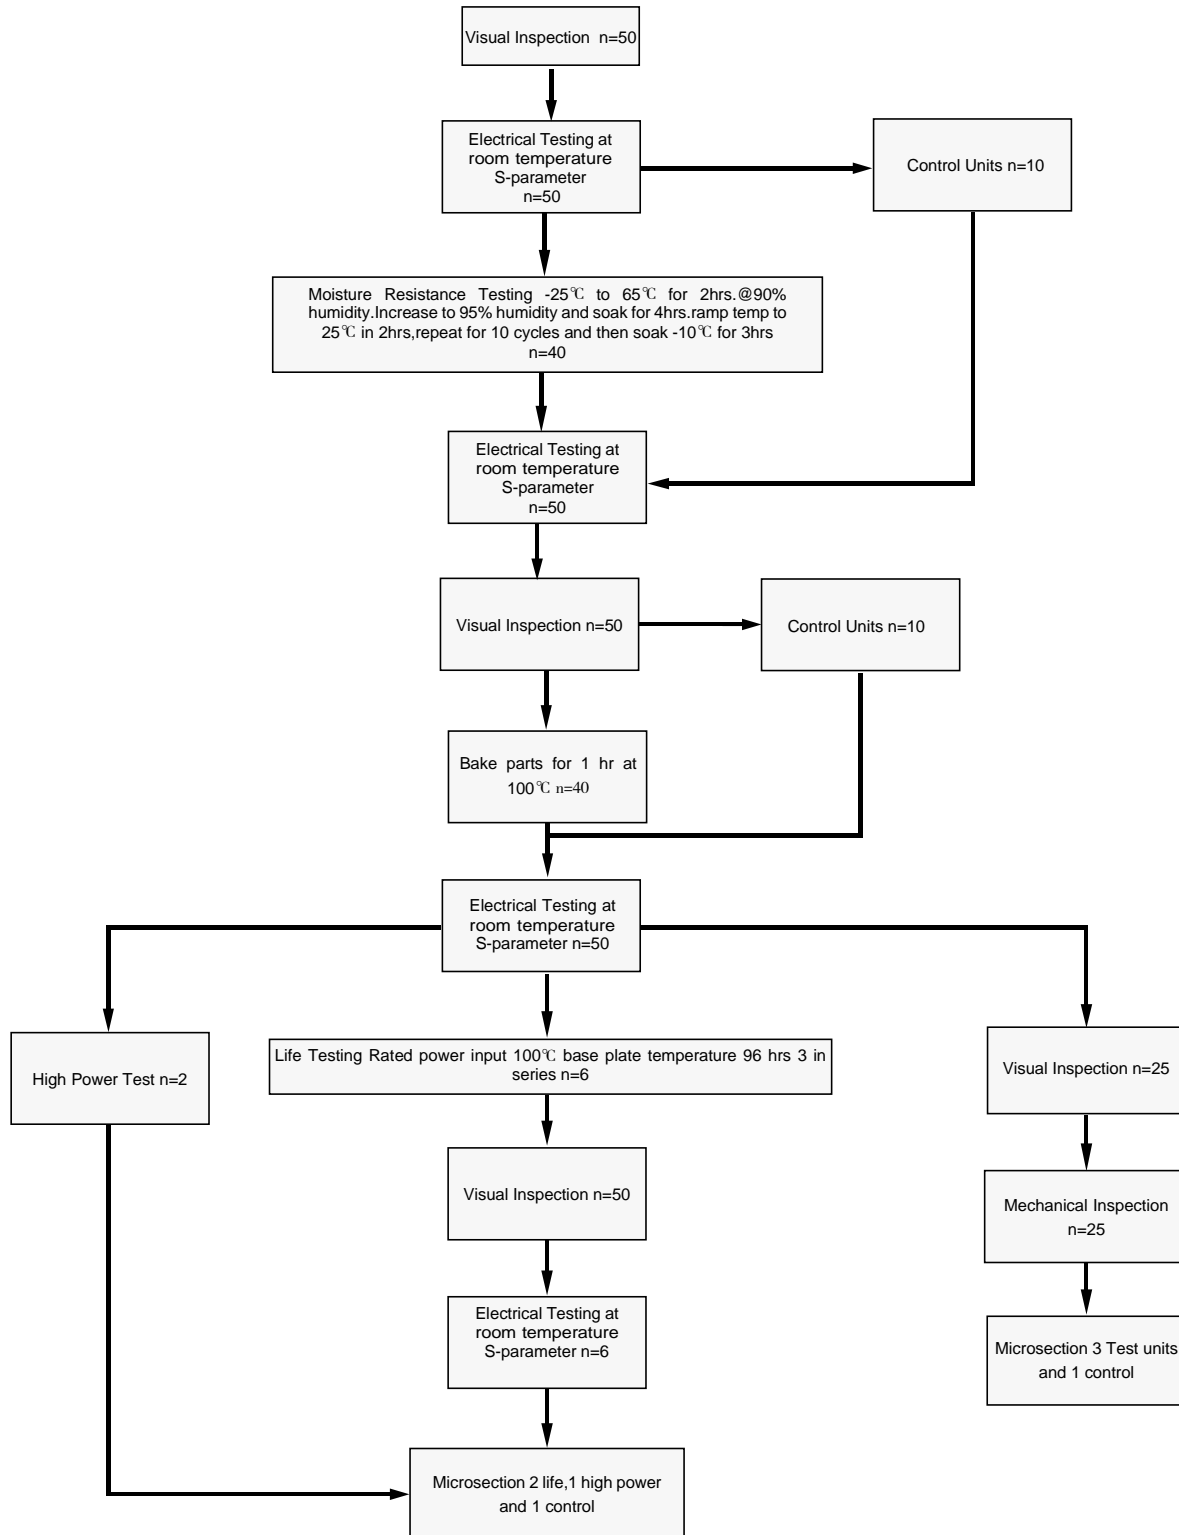 Visual Inspection n=50
Electrical Testing at
room temperature
S-parameter
n=50
Control Units n=10
Moisture Resistance Testing -25℃ to 65℃ for 2hrs.@90%
humidity.Increase to 95% humidity and soak for 4hrs.ramp temp to
25℃ in 2hrs,repeat for 10 cycles and then soak -10℃ for 3hrs
n=40
Electrical Testing at
room temperature
S-parameter
n=50
Visual Inspection n=50
Control Units n=10
Bake parts for 1 hr at
100℃ n=40
Electrical Testing at
room temperature
S-parameter n=50
High Power Test n=2
Life Testing Rated power input 100℃ base plate temperature 96 hrs 3 in
series n=6
Visual Inspection n=25
Visual Inspection n=50
Mechanical Inspection
n=25
Electrical Testing at
room temperature
S-parameter n=6
Microsection 3 Test units
and 1 control
Microsection 2 life,1 high power
and 1 control